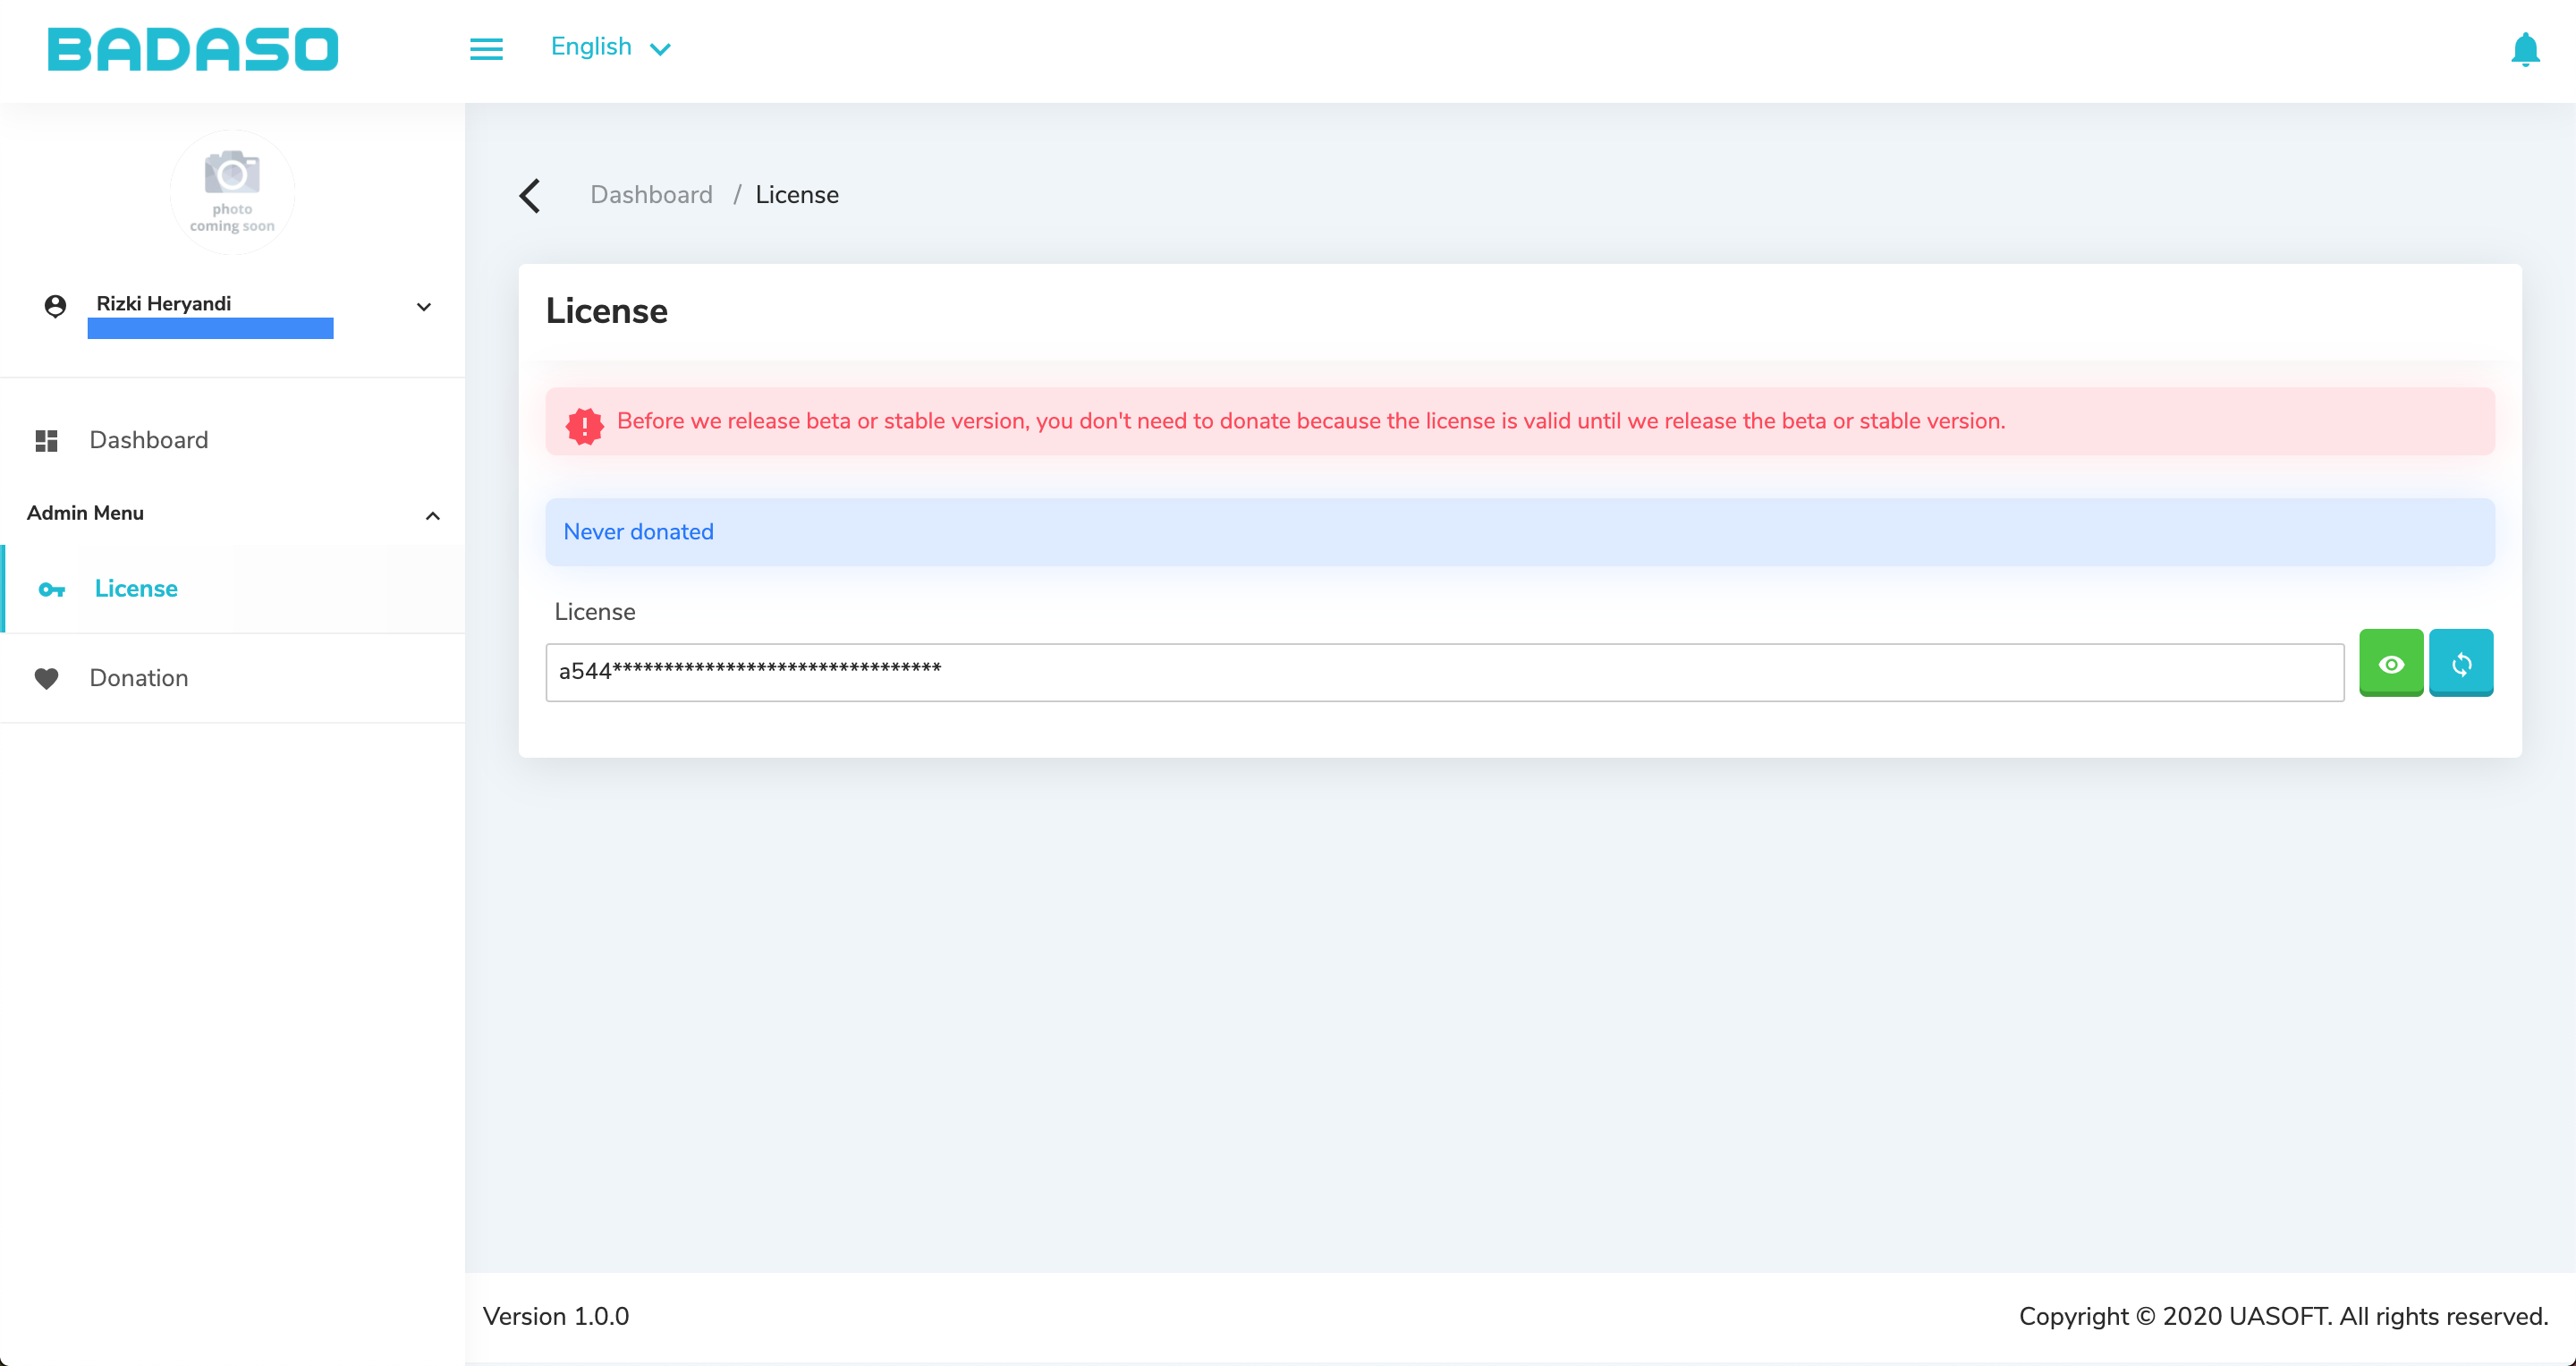 BADASO
English
photo
coming soon
Rizki Heryandi
Dashboard
Admin Menu
License
Donation
Dashboard / License
License
Before we release beta or stable version, you don't need to donate because the license is valid until we release the beta or stable version.
Never donated
License
a544********************************
Version 1.0.0
Copyright © 2020 UASOFT. All rights reserved.